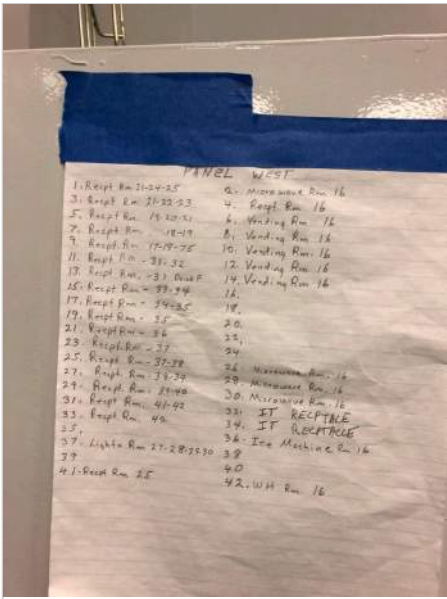 PANEL WEST
1. Recpt Rm 21-24-25
3. Recpt Rm 21-22-23
5. Recpt Rm. 19-20-21
7. Recpt Rm. 18-19
9. Recpt. Rm. 17-18-75
11. Recpt Rm - 31-32
13. Recpt Rm, -31
15. Recpt Rm - 33-34
17. Recpt Rm - 34-35
19. Recpt Rm - 35
21. Recpt Rm - 36
23. Recpt. Rm - 37
25. Recpt. Rm - 37-38
27. Recpt. Rm - 38-39
29. Recpt. Rm - 39-40
31. Recpt Rm. 41-42
33. Recpt Rm. 42
35.
37. Lights Rm 27-28-29-30
39
41-Recpt Rm 25
2. Microwave Rm. 16
4. Recpt. Rm 16
6. Vending Rm 16
8. Vending Rm. 16
10. Vending Rm. 16
12. Vending Rm. 16
14. Vending Rm. 16
16.
18.
20.
22.
24
26. Microwave Rm. 16
28. Microwave Rm. 16
30. Microwave Rm. 16
32. IT RECPTABLE
34. IT RECPTACLE
36- Ice Machine Rm 16
38
40
42. WH Rm 16